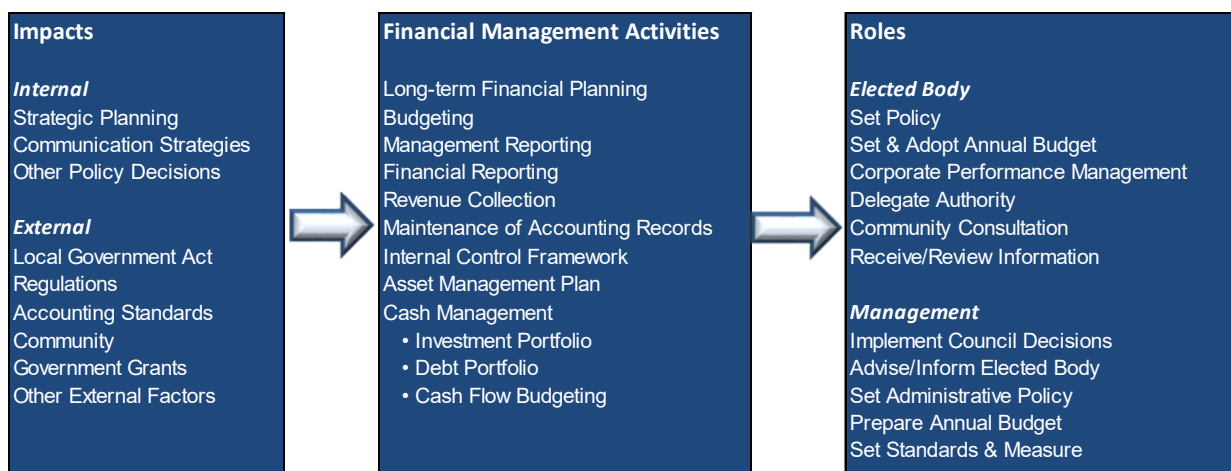 Impacts
Internal
Strategic Planning
Communication Strategies
Other Policy Decisions
External
Local Government Act
Regulations
Accounting Standards
Community
Government Grants
Other External Factors
Financial Management Activities
Long-term Financial Planning
Budgeting
Management Reporting
Financial Reporting
Revenue Collection
Maintenance of Accounting Records
Internal Control Framework
Asset Management Plan
Cash Management
• Investment Portfolio
• Debt Portfolio
• Cash Flow Budgeting
Roles
Elected Body
Set Policy
Set & Adopt Annual Budget
Corporate Performance Management
Delegate Authority
Community Consultation
Receive/Review Information
Management
Implement Council Decisions
Advise/Inform Elected Body
Set Administrative Policy
Prepare Annual Budget
Set Standards & Measure